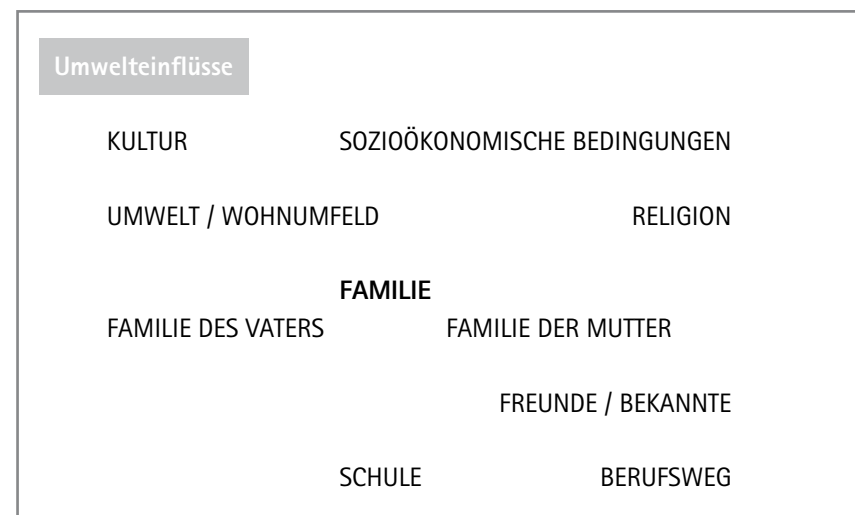 Umwelteinflüsse
KULTUR SOZIOÖKONOMISCHE BEDINGUNGEN
UMWELT / WOHNUMFELD RELIGION
FAMILIE
FAMILIE DES VATERS FAMILIE DER MUTTER
FREUNDE / BEKANNTE
SCHULE BERUFSWEG